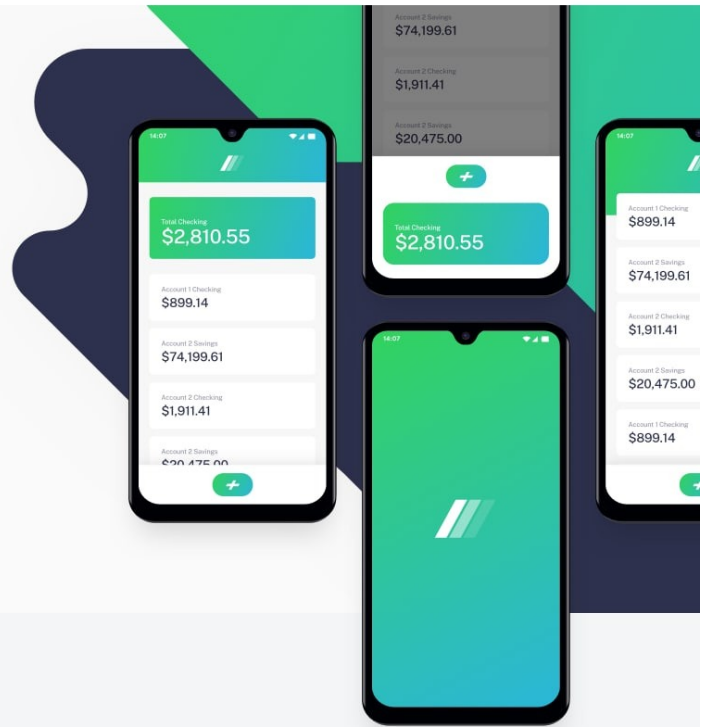 14:07
Total Checking
$2,810.55
Account 1 Checking
$899.14
Account 2 Savings
$74,199.61
Account 2 Checking
$1,911.41
Account 2 Savings
$20,475.00
$74,199.61
Account 2 Checking
$1,911.41
Account 2 Savings
$20,475.00
Total Checking
$2,810.55
14:07
14:07
Account 1 Checking
$899.14
Account 2 Savings
$74,199.61
Account 2 Checking
$1,911.41
Account 2 Savings
$20,475.00
Account 1 Checking
$899.14